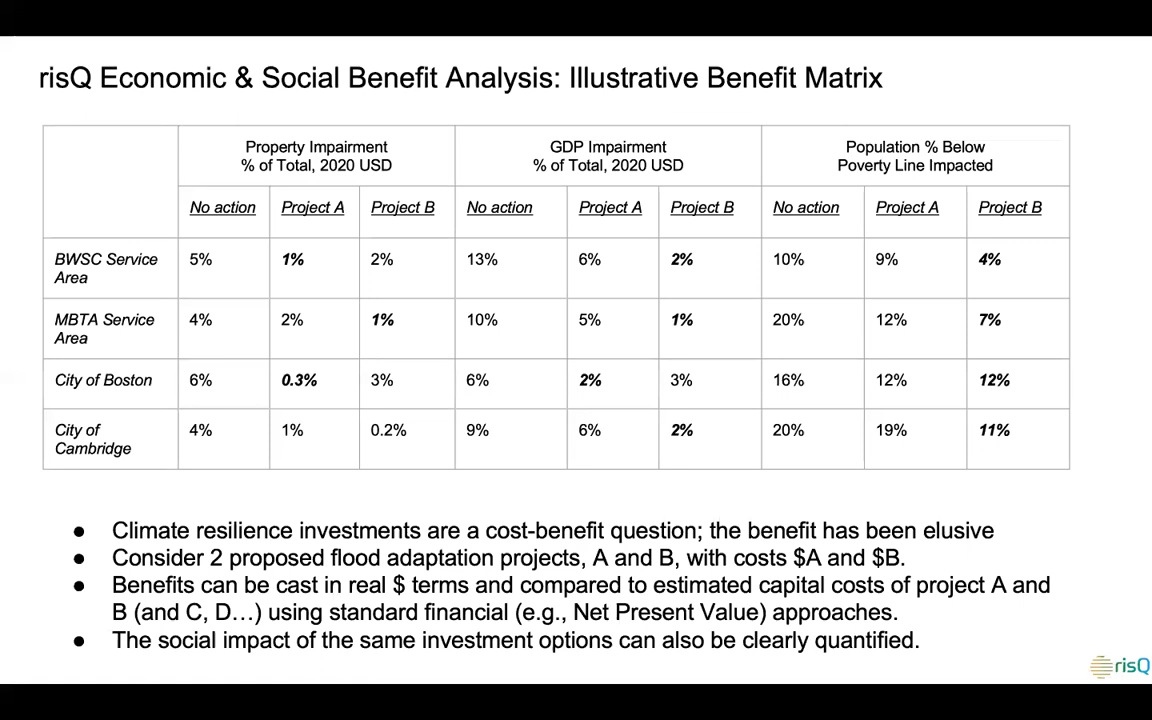 risQ Economic & Social Benefit Analysis: Illustrative Benefit Matrix
Property Impairment
% of Total, 2020 USD
GDP Impairment
% of Total, 2020 USD
Population % Below
Poverty Line Impacted
No action Project A Project B No action Project A Project B No action Project A Project B
BWSC Service
Area
5% 1% 2% 13% 6% 2% 10% 9% 4%
MBTA Service
Area
4% 2% 1% 10% 5% 1% 20% 12% 7%
City of Boston 6% 0.3% 3% 6% 2% 3% 16% 12% 12%
City of
Cambridge
4% 1% 0.2% 9% 6% 2% 20% 19% 11%
● Climate resilience investments are a cost-benefit question; the benefit has been elusive
● Consider 2 proposed flood adaptation projects, A and B, with costs $A and $B.
● Benefits can be cast in real $ terms and compared to estimated capital costs of project A and
B (and C, D…) using standard financial (e.g., Net Present Value) approaches.
● The social impact of the same investment options can also be clearly quantified.
risQ